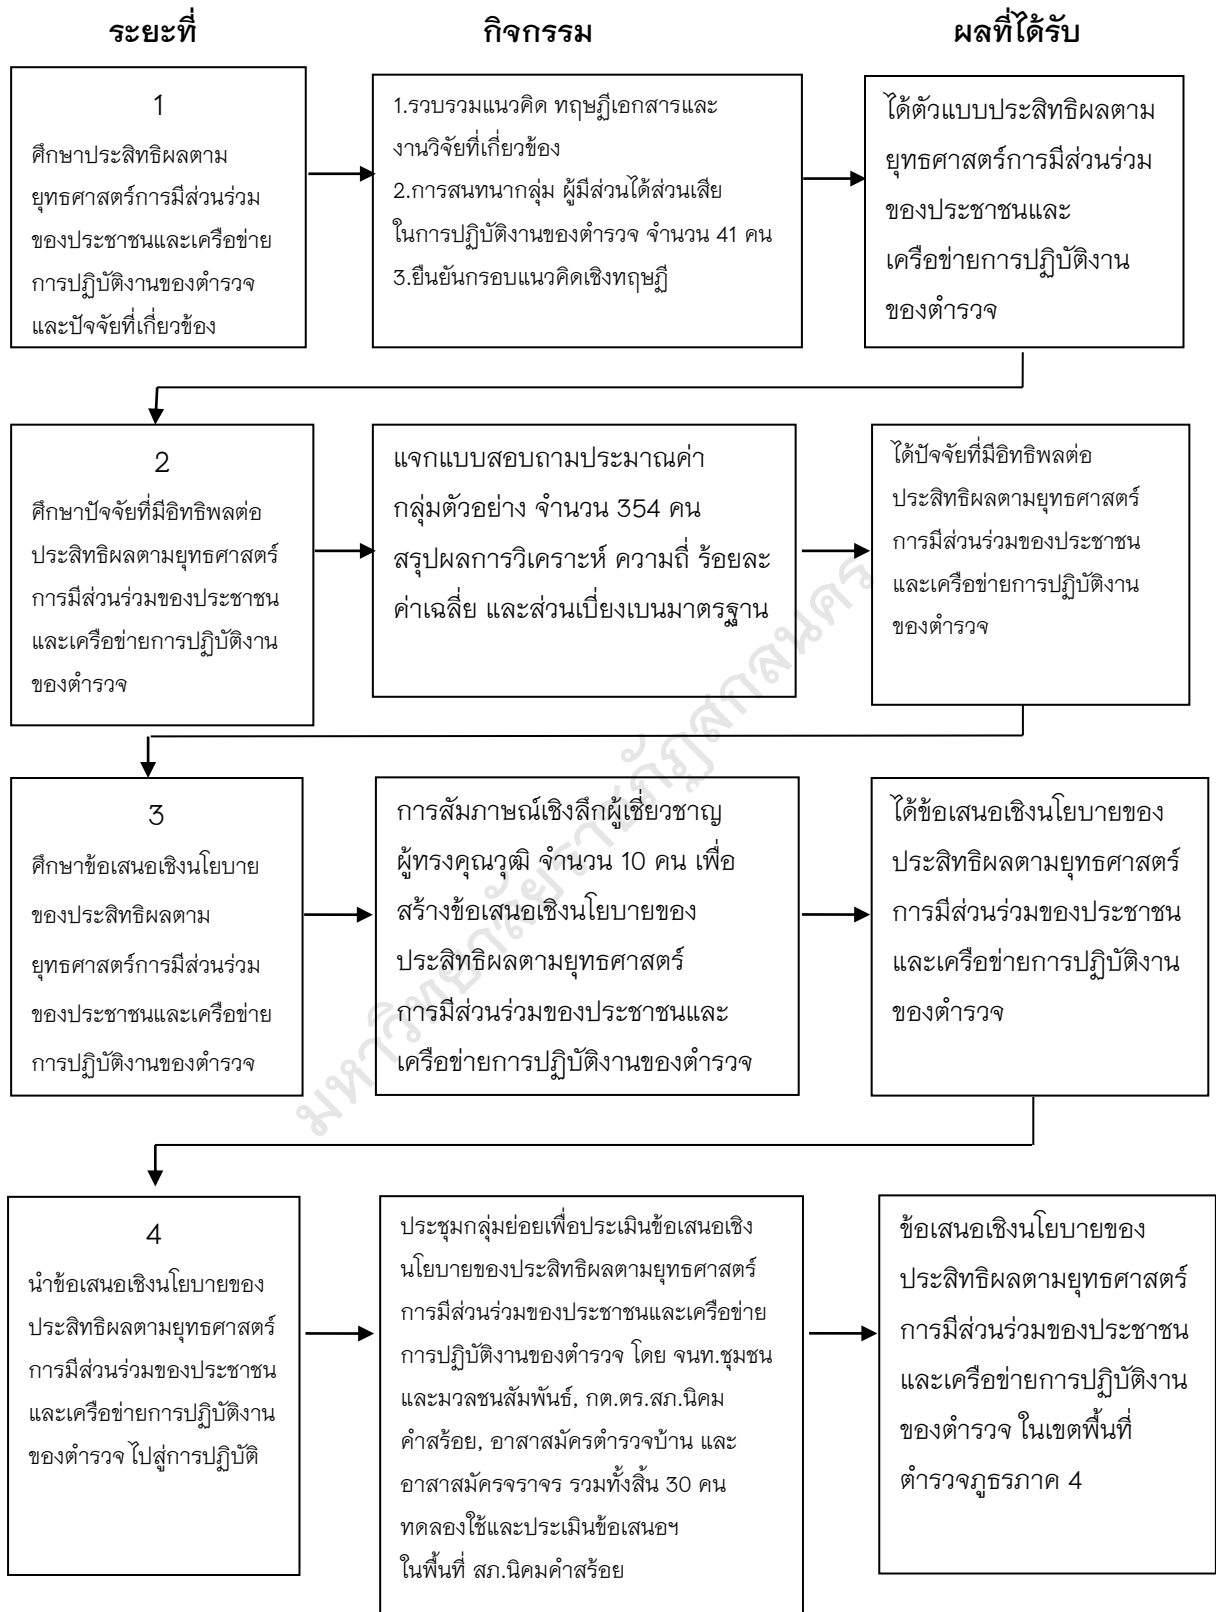 ระยะที่
กิจกรรม
ผลที่ได้รับ
1
ศึกษาประสิทธิผลตาม
ยุทธศาสตร์การมีส่วนร่วม
ของประชาชนและเครือข่าย
การปฏิบัติงานของตำรวจ
และปัจจัยที่เกี่ยวข้อง
1.รวบรวมแนวคิด ทฤษฎีเอกสารและ
งานวิจัยที่เกี่ยวข้อง
2.การสนทนากลุ่ม ผู้มีส่วนได้ส่วนเสีย
ในการปฏิบัติงานของตำรวจ จำนวน 41 คน
3.ยืนยันกรอบแนวคิดเชิงทฤษฎี
ได้ตัวแบบประสิทธิผลตาม
ยุทธศาสตร์การมีส่วนร่วม
ของประชาชนและ
เครือข่ายการปฏิบัติงาน
ของตำรวจ
2
ศึกษาปัจจัยที่มีอิทธิพลต่อ
ประสิทธิผลตามยุทธศาสตร์
การมีส่วนร่วมของประชาชน
และเครือข่ายการปฏิบัติงาน
ของตำรวจ
แจกแบบสอบถามประมาณค่า
กลุ่มตัวอย่าง จำนวน 354 คน
สรุปผลการวิเคราะห์ ความถี่ ร้อยละ
ค่าเฉลี่ย และส่วนเบี่ยงเบนมาตรฐาน
ได้ปัจจัยที่มีอิทธิพลต่อ
ประสิทธิผลตามยุทธศาสตร์
การมีส่วนร่วมของประชาชน
และเครือข่ายการปฏิบัติงาน
ของตำรวจ
3
ศึกษาข้อเสนอเชิงนโยบาย
ของประสิทธิผลตาม
ยุทธศาสตร์การมีส่วนร่วม
ของประชาชนและเครือข่าย
การปฏิบัติงานของตำรวจ
การสัมภาษณ์เชิงลึกผู้เชี่ยวชาญ
ผู้ทรงคุณวุฒิ จำนวน 10 คน เพื่อ
สร้างข้อเสนอเชิงนโยบายของ
ประสิทธิผลตามยุทธศาสตร์
การมีส่วนร่วมของประชาชนและ
เครือข่ายการปฏิบัติงานของตำรวจ
ได้ข้อเสนอเชิงนโยบายของ
ประสิทธิผลตามยุทธศาสตร์
การมีส่วนร่วมของประชาชน
และเครือข่ายการปฏิบัติงาน
ของตำรวจ
4
นำข้อเสนอเชิงนโยบายของ
ประสิทธิผลตามยุทธศาสตร์
การมีส่วนร่วมของประชาชน
และเครือข่ายการปฏิบัติงาน
ของตำรวจ ไปสู่การปฏิบัติ
ประชุมกลุ่มย่อยเพื่อประเมินข้อเสนอเชิง
นโยบายของประสิทธิผลตามยุทธศาสตร์
การมีส่วนร่วมของประชาชนและเครือข่าย
การปฏิบัติงานของตำรวจ โดย จนท.ชุมชน
และมวลชนสัมพันธ์, กต.ตร.สภ.นิคม
คำสร้อย, อาสาสมัครตำรวจบ้าน และ
อาสาสมัครจราจร รวมทั้งสิ้น 30 คน
ทดลองใช้และประเมินข้อเสนอฯ
ในพื้นที่ สภ.นิคมคำสร้อย
ข้อเสนอเชิงนโยบายของ
ประสิทธิผลตามยุทธศาสตร์
การมีส่วนร่วมของประชาชน
และเครือข่ายการปฏิบัติงาน
ของตำรวจ ในเขตพื้นที่
ตำรวจภูธรภาค 4
มหาวิทยาลัยราชภัฏสกลนคร